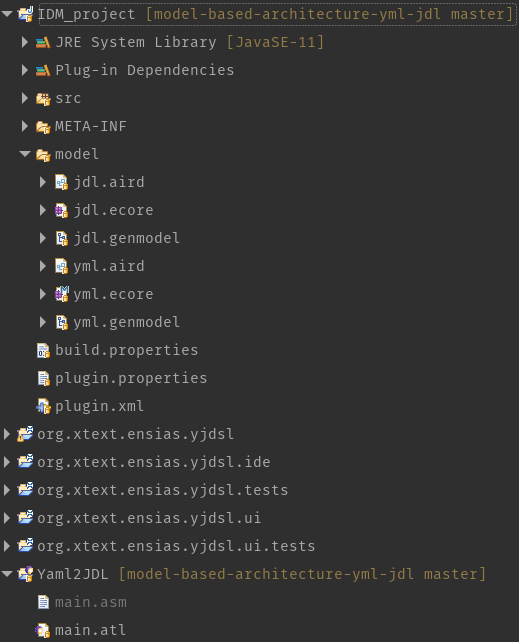 IDM_project [model-based-architecture-yml-jdl master]
JRE System Library [JavaSE-11]
Plug-in Dependencies
src
META-INF
model
jdl.aird
jdl.ecore
jdl.genmodel
yml.aird
yml.ecore
yml.genmodel
build.properties
plugin.properties
plugin.xml
org.xtext.ensias.yjdsl
org.xtext.ensias.yjdsl.ide
org.xtext.ensias.yjdsl.tests
org.xtext.ensias.yjdsl.ui
org.xtext.ensias.yjdsl.ui.tests
Yaml2JDL [model-based-architecture-yml-jdl master]
main.asm
main.atl